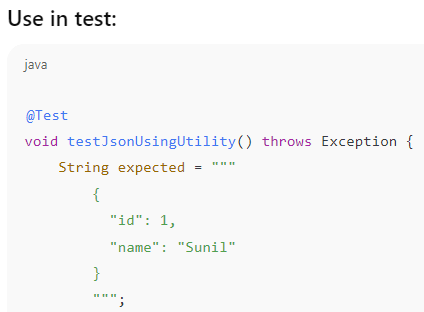 Use in test:
java
@Test
void testJsonUsingUtility() throws Exception {
    String expected = """
        {
          "id": 1,
          "name": "Sunil"
        }
        """;